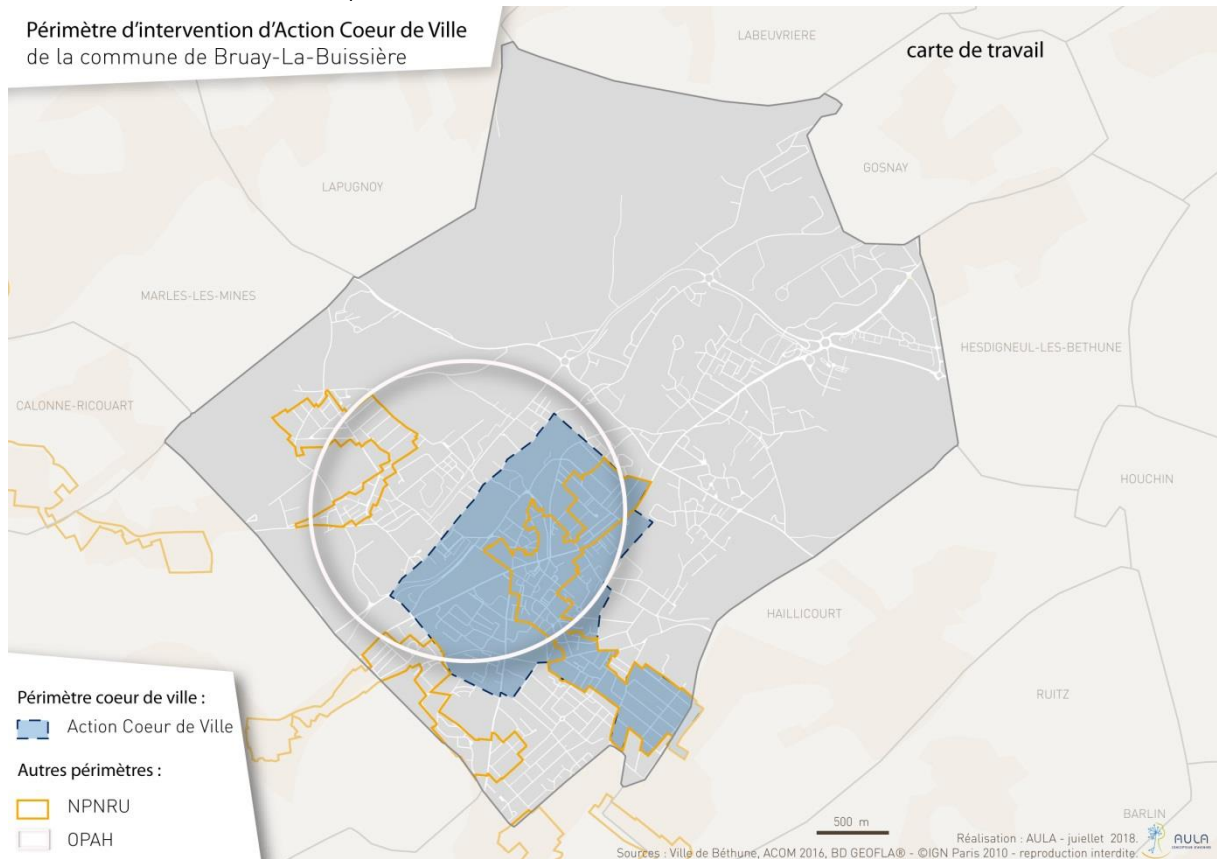 Périmètre d'intervention d'Action Coeur de Ville
de la commune de Bruay-La-Buissière
carte de travail
LABEUVRIERE
GOSNAY
LAPUGNOY
MARLES-LES-MINES
HESDIGNEUL-LES-BETHUNE
CALONNE-RICOUART
HOUCHIN
HAILLICOURT
RUITZ
BARLIN
Périmètre coeur de ville :
Action Coeur de Ville
Autres périmètres :
NPNRU
OPAH
500 m
Réalisation : AULA - juiellet 2018.
Sources : Ville de Béthune, ACOM 2016, BD GEOFLA® - ©IGN Paris 2010 - reproduction interdite.
AULA